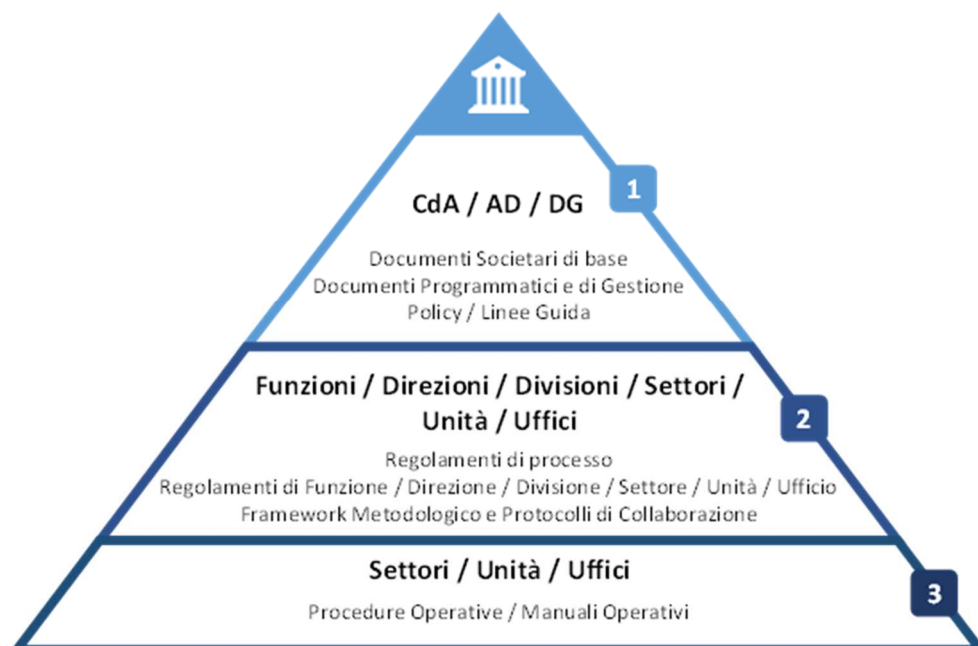 1
CdA / AD / DG
Documenti Societari di base
Documenti Programmatici e di Gestione
Policy / Linee Guida
Funzioni / Direzioni / Divisioni / Settori /
Unità / Uffici
2
Regolamenti di processo
Regolamenti di Funzione / Direzione / Divisione / Settore / Unità / Ufficio
Framework Metodologico e Protocolli di Collaborazione
Settori / Unità / Uffici
3
Procedure Operative / Manuali Operativi